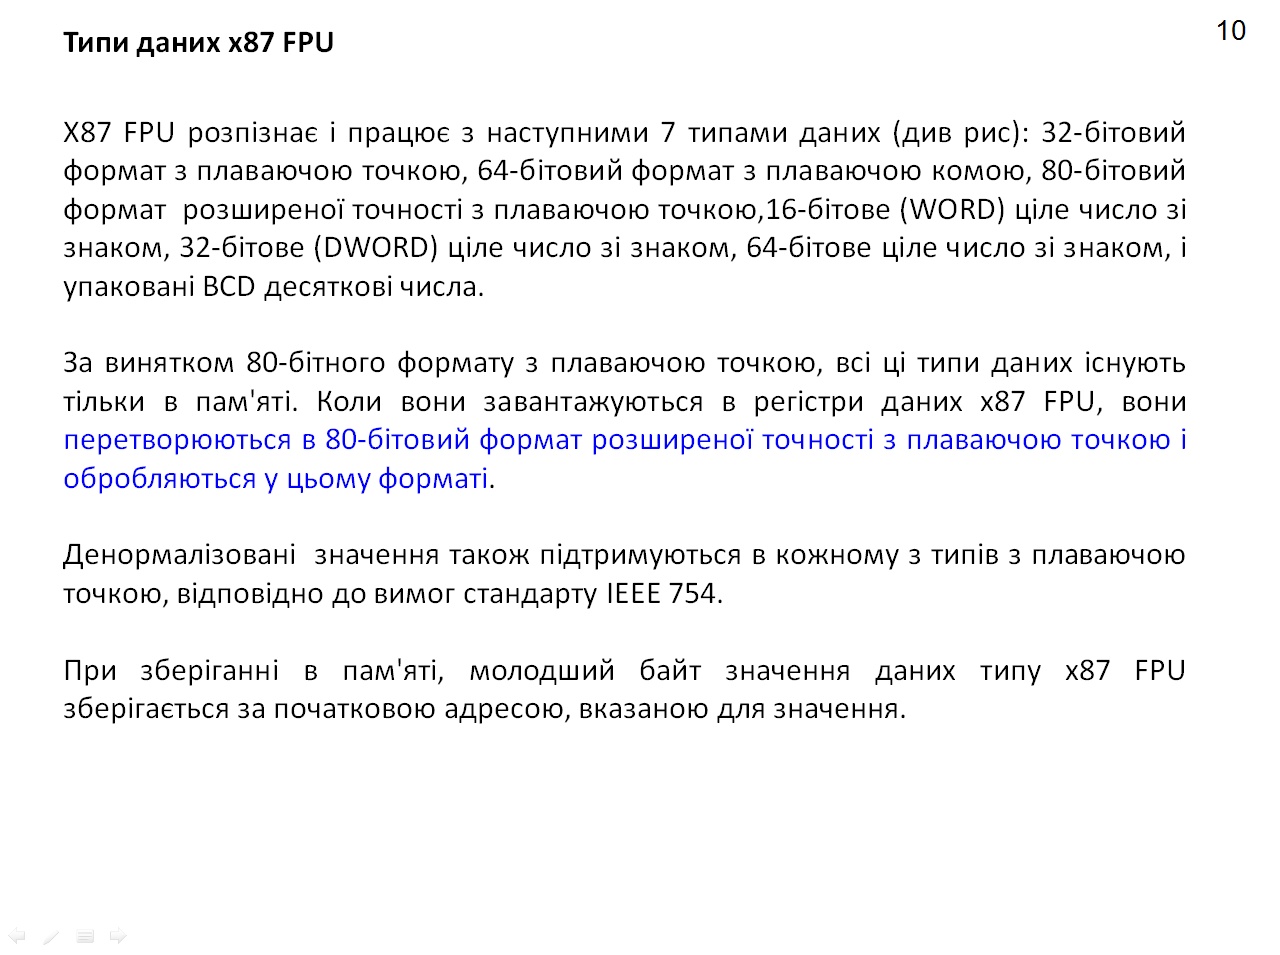 10
Типи даних x87 FPU
X87 FPU розпізнає і працює з наступними 7 типами даних (див рис): 32-бітовий
формат з плаваючою точкою, 64-бітовий формат з плаваючою комою, 80-бітовий
формат  розширеної точності з плаваючою точкою,16-бітове (WORD) ціле число зі
знаком, 32-бітове (DWORD) ціле число зі знаком, 64-бітове ціле число зі знаком, і
упаковані BCD десяткові числа.
За винятком 80-бітного формату з плаваючою точкою, всі ці типи даних існують
тільки в пам'яті. Коли вони завантажуються в регістри даних x87 FPU, вони
перетворюються в 80-бітовий формат розширеної точності з плаваючою точкою і
обробляються у цьому форматі.
Денормалізовані  значення також підтримуються в кожному з типів з плаваючою
точкою, відповідно до вимог стандарту IEEE 754.
При зберіганні в пам'яті, молодший байт значення даних типу x87 FPU
зберігається за початковою адресою, вказаною для значення.